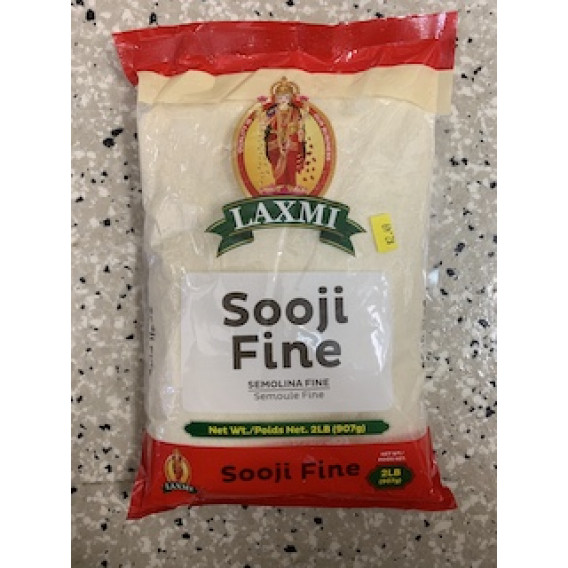 LAXMI
Sooji
Fine
SEMOLINA FINE
Semoule Fine
Net Wt./Poids Net. 2LB (907g)
LAXMI
Sooji Fine
2LB
(907g)